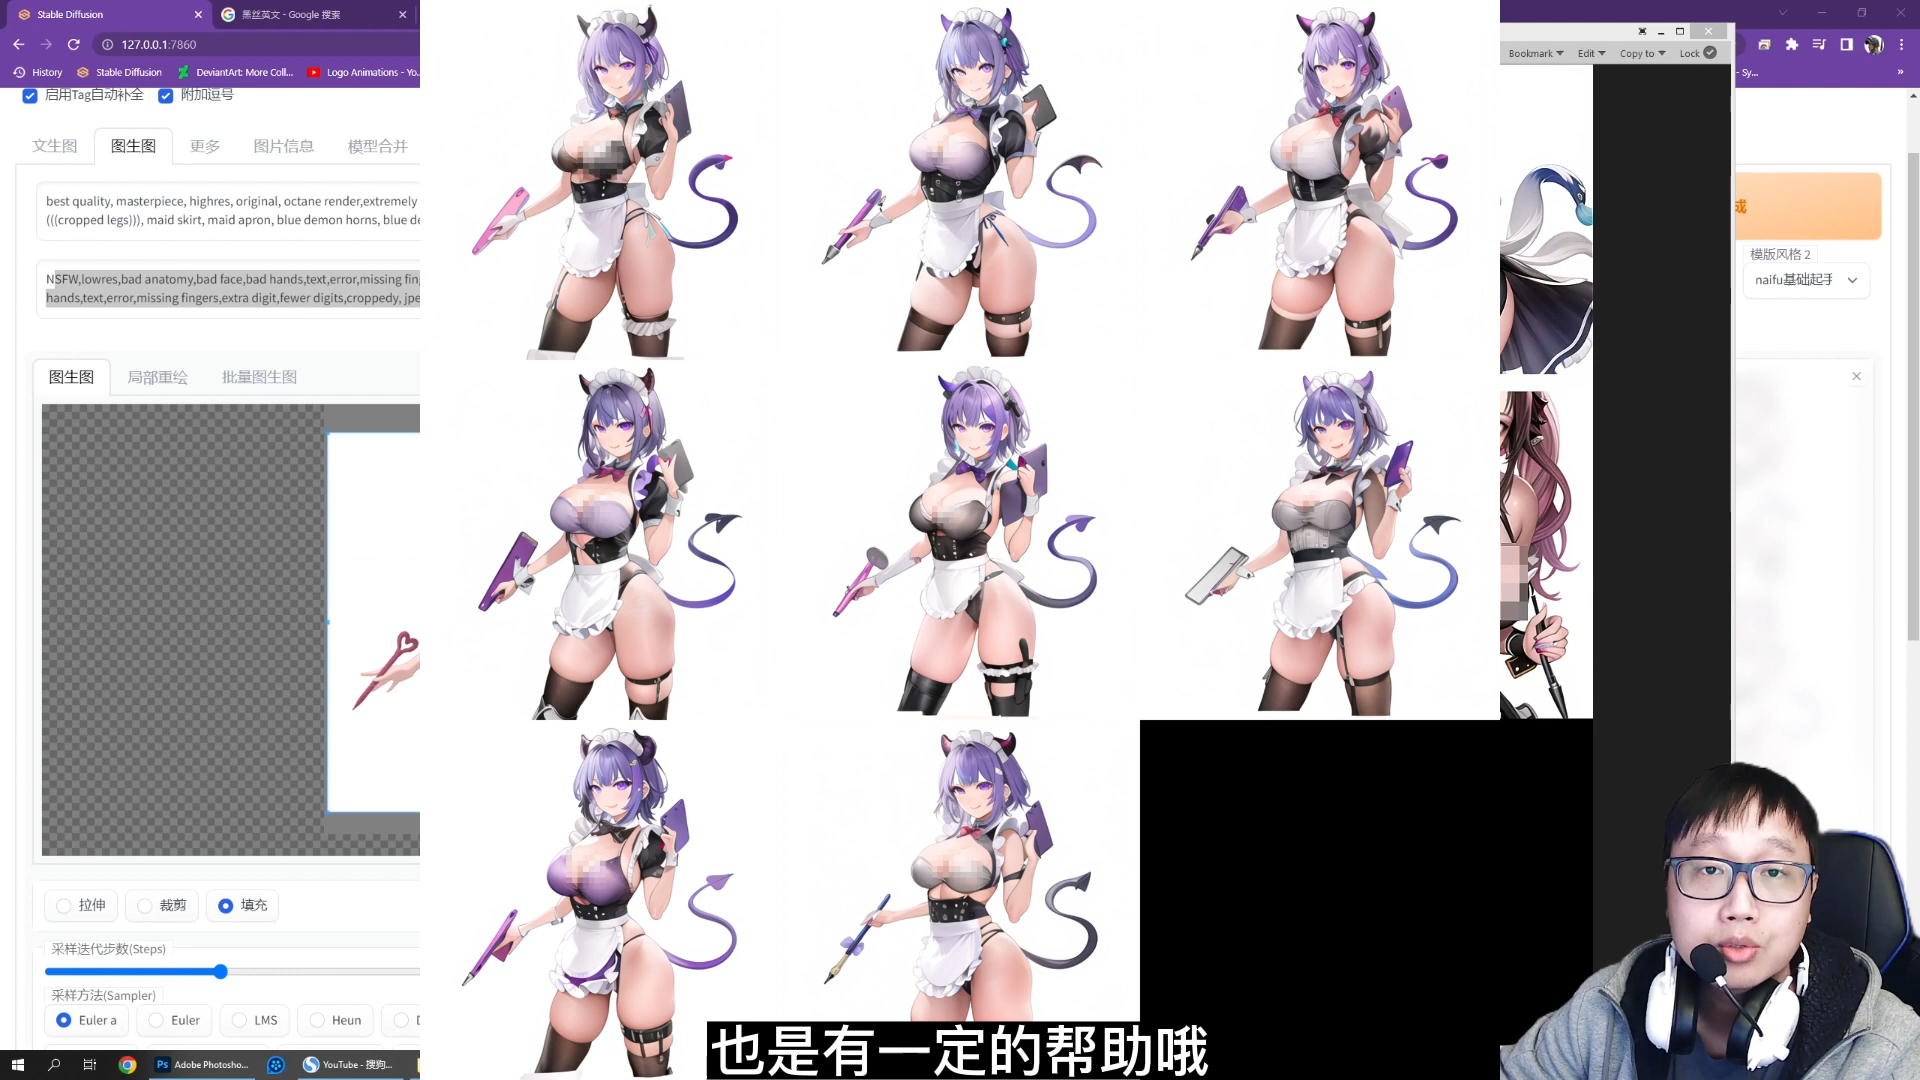 Stable Diffusion
黑丝英文 - Google 搜索
127.0.0.1:7860
History
Stable Diffusion
DeviantArt: More Coll...
Logo Animations - Yo...
- Sy...
Bookmark
Edit
Copy to
Lock
启用Tag自动补全
附加逗号
文生图
图生图
更多
图片信息
模型合并
best quality, masterpiece, highres, original, octane render,extremely
(((cropped legs))), maid skirt, maid apron, blue demon horns, blue de
NSFW,lowres,bad anatomy,bad face,bad hands,text,error,missing fing
hands,text,error,missing fingers,extra digit,fewer digits,croppedy, jpe
成
模版风格 2
naifu基础起手
图生图
局部重绘
批量图生图
拉伸
裁剪
填充
采样迭代步数(Steps)
采样方法(Sampler)
Euler a
Euler
LMS
Heun
也是有一定的帮助哦
Ps
Adobe Photosho...
YouTube - 搜狗...